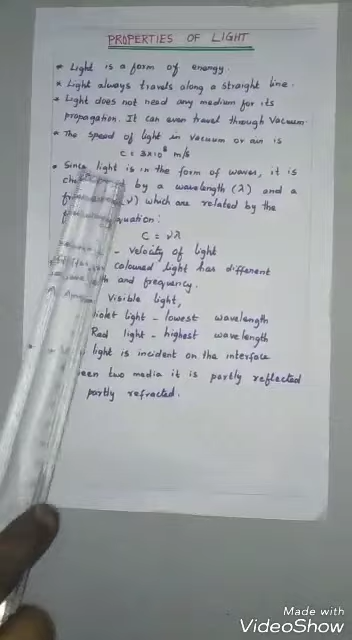 PROPERTIES OF LIGHT
* Light is a form of energy.
* Light always travels along a straight line.
* Light does not need any medium for its
propagation. It can even travel through Vacuum.
* The speed of light in Vacuum or air is
C = 3x10⁸ m/s
* Since light is in the form of waves, it is
by a wavelength (λ) and a
(ν) which are related by the
equation:
C = νλ
- velocity of light
coloured light has different
and frequency.
Visible light,
violet light - lowest wavelength
Red light - highest wavelength
light is incident on the interface
two media it is partly reflected
partly refracted.
Made with
VideoShow